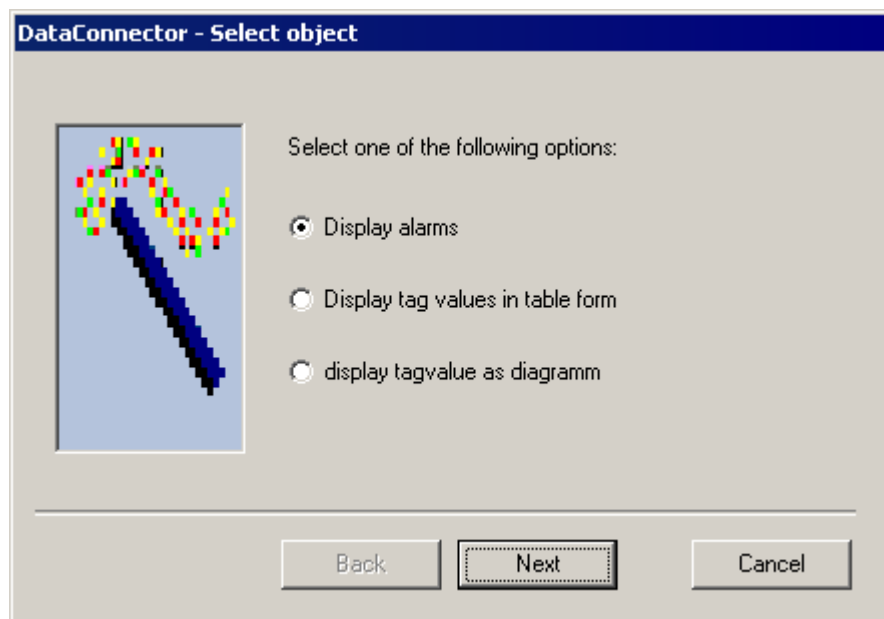 DataConnector - Select object
Select one of the following options:
Display alarms
Display tag values in table form
display tagvalue as diagramm
Back Next Cancel